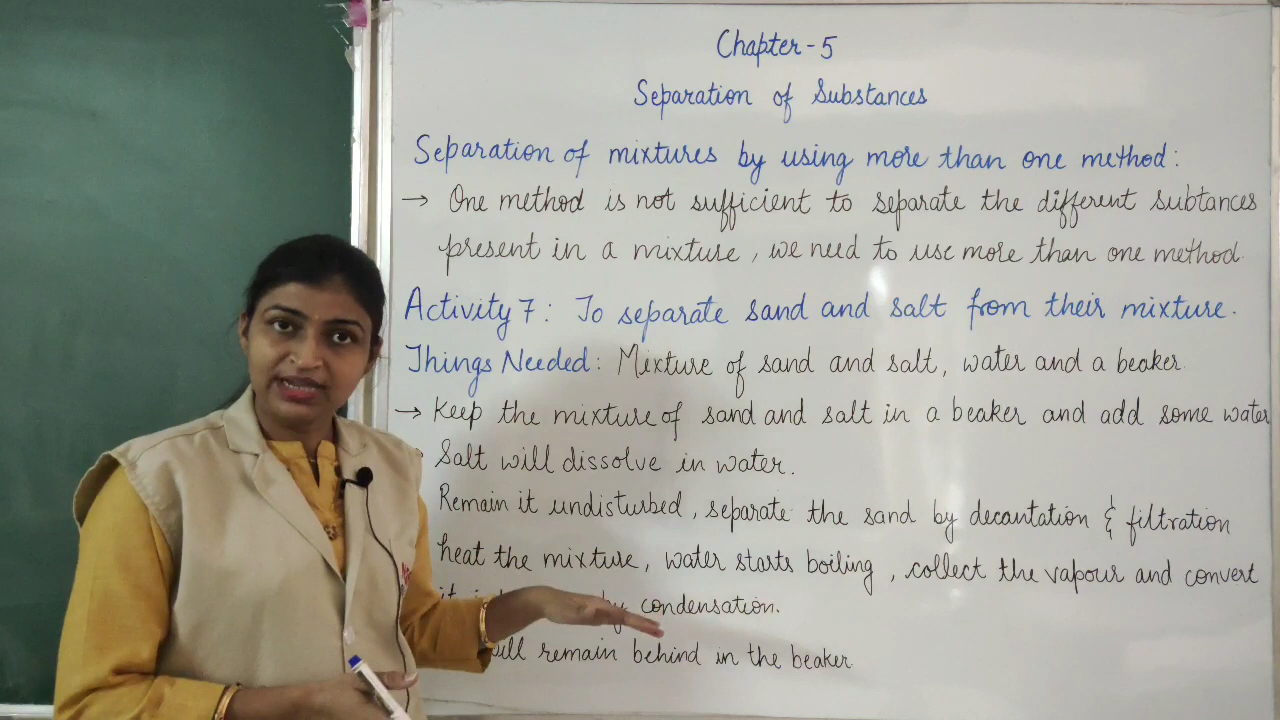 Chapter - 5
Separation of Substances
Separation of mixtures by using more than one method:
→ One method is not sufficient to separate the different subtances
present in a mixture, we need to use more than one method.
Activity 7: To separate sand and salt from their mixture.
Things Needed: Mixture of sand and salt, water and a beaker.
→ Keep the mixture of sand and salt in a beaker and add some water
Salt will dissolve in water.
Remain it undisturbed, separate the sand by decantation & filtration
heat the mixture, water starts boiling, collect the vapour and convert
it by condensation.
will remain behind in the beaker.